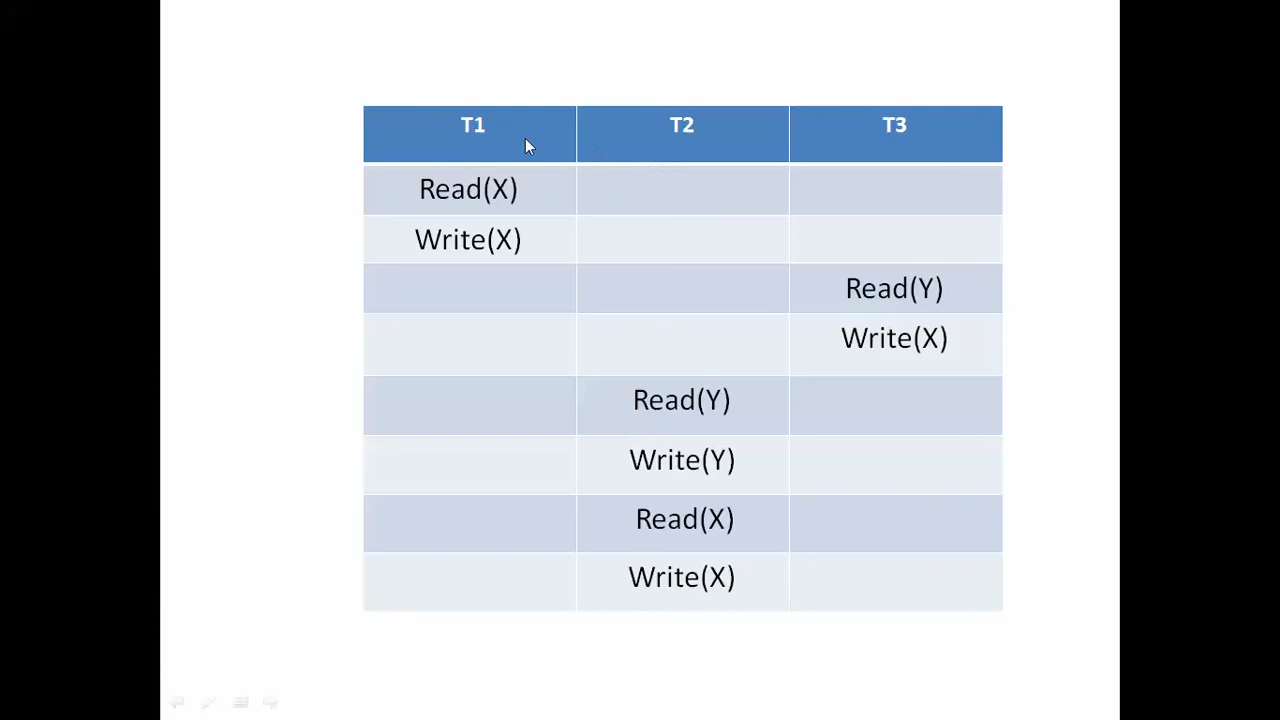 T1 T2 T3
Read(X)
Write(X)
Read(Y)
Write(X)
Read(Y)
Write(Y)
Read(X)
Write(X)